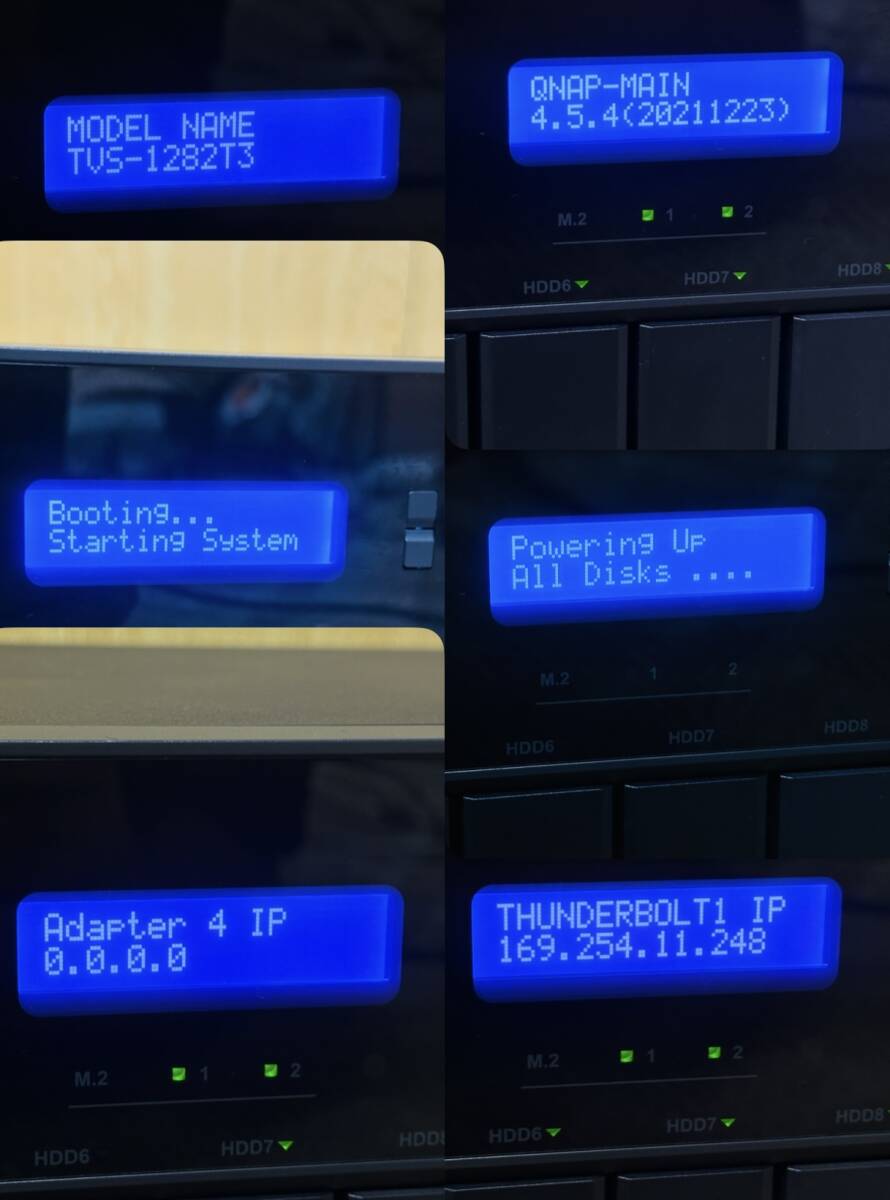 MODEL NAME
TVS-1282T3
QNAP-MAIN
4.5.4(20211223)
M.2 1 2
HDD6 HDD7 HDD8
Booting...
Starting System
Powering Up
All Disks ....
M.2 1 2
HDD6 HDD7 HDD8
Adapter 4 IP
0.0.0.0
M.2 1 2
HDD6 HDD7 HDD8
THUNDERBOLT1 IP
169.254.11.248
M.2 1 2
HDD6 HDD7 HDD8